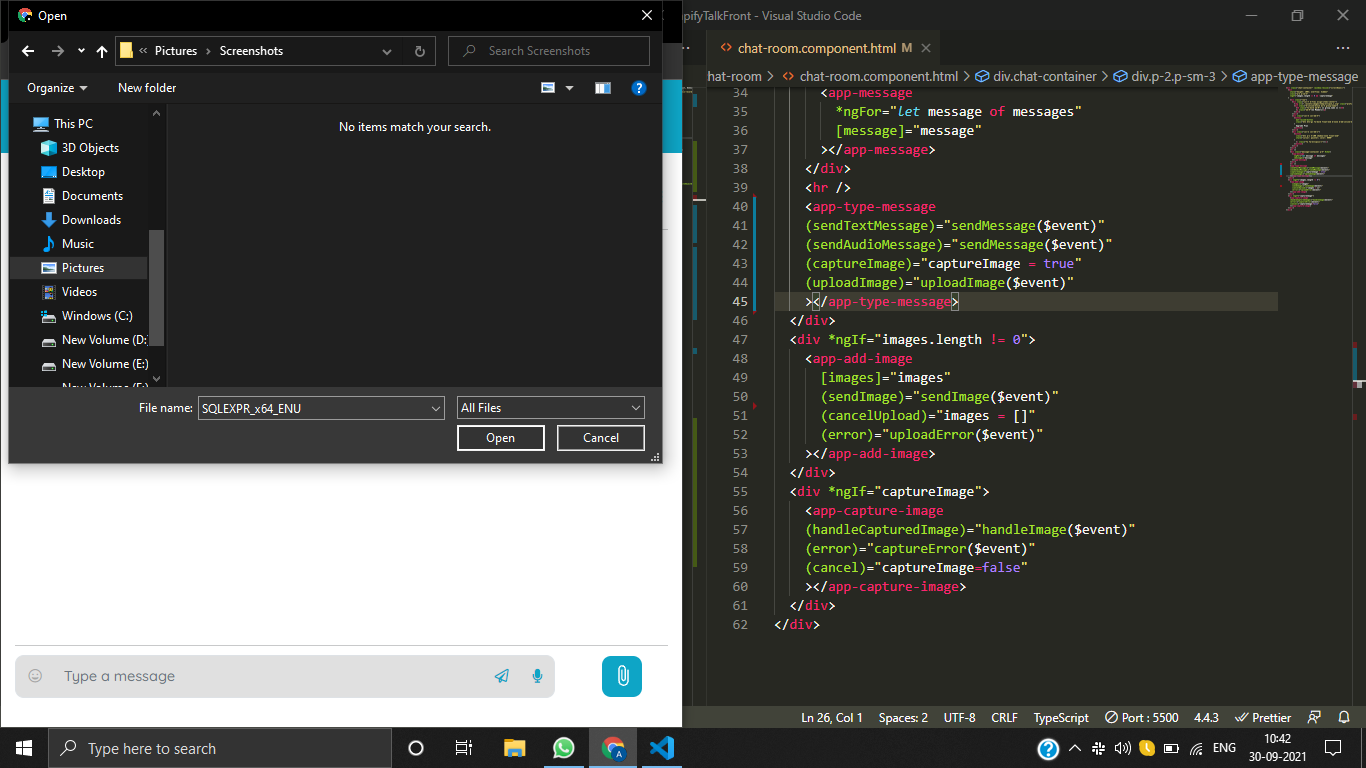 Open
Pictures
Screenshots
Search Screenshots
Organize
New folder
?
This PC
3D Objects
Desktop
Documents
Downloads
Music
Pictures
Videos
Windows (C:)
New Volume (D:
New Volume (E:)
No items match your search.
File name:
SQLEXPR_x64_ENU
All Files
Open
Cancel
Type a message
pifyTalkFront - Visual Studio Code
chat-room.component.html M
hat-room > chat-room.component.html > div.chat-container > div.p-2.p-sm-3 > app-type-message
34 <app-message
35 *ngFor="let message of messages"
36 [message]="message"
37 ></app-message>
38 </div>
39 <hr />
40 <app-type-message
41 (sendTextMessage)="sendMessage($event)"
42 (sendAudioMessage)="sendMessage($event)"
43 (captureImage)="captureImage = true"
44 (uploadImage)="uploadImage($event)"
45 ></app-type-message>
46 </div>
47 <div *ngIf="images.length != 0">
48 <app-add-image
49 [images]="images"
50 (sendImage)="sendImage($event)"
51 (cancelUpload)="images = []"
52 (error)="uploadError($event)"
53 ></app-add-image>
54 </div>
55 <div *ngIf="captureImage">
56 <app-capture-image
57 (handleCapturedImage)="handleImage($event)"
58 (error)="captureError($event)"
59 (cancel)="captureImage=false"
60 ></app-capture-image>
61 </div>
62 </div>
Ln 26, Col 1 Spaces: 2 UTF-8 CRLF TypeScript Port : 5500 4.4.3 Prettier
Type here to search
A
?
ENG
10:42
30-09-2021